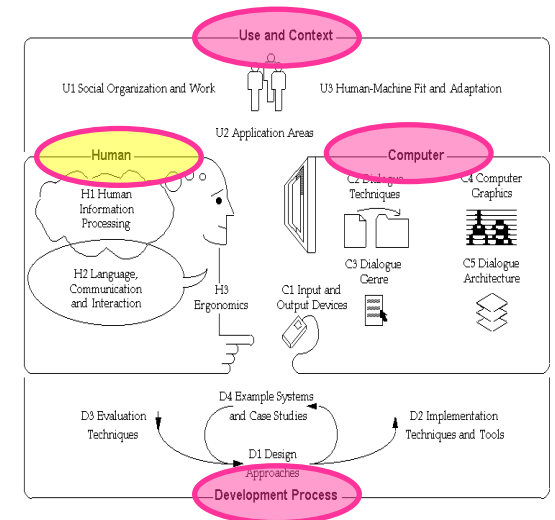 Use and Context
U1 Social Organization and Work
U3 Human-Machine Fit and Adaptation
U2 Application Areas
Human
H1 Human
Information
Processing
H2 Language,
Communication
and Interaction
H3
Ergonomics
Computer
C2 Dialogue
Techniques
C4 Computer
Graphics
C3 Dialogue
Genre
C5 Dialogue
Architecture
C1 Input and
Output Devices
D4 Example Systems
and Case Studies
D3 Evaluation
Techniques
D2 Implementation
Techniques and Tools
D1 Design
Approaches
Development Process